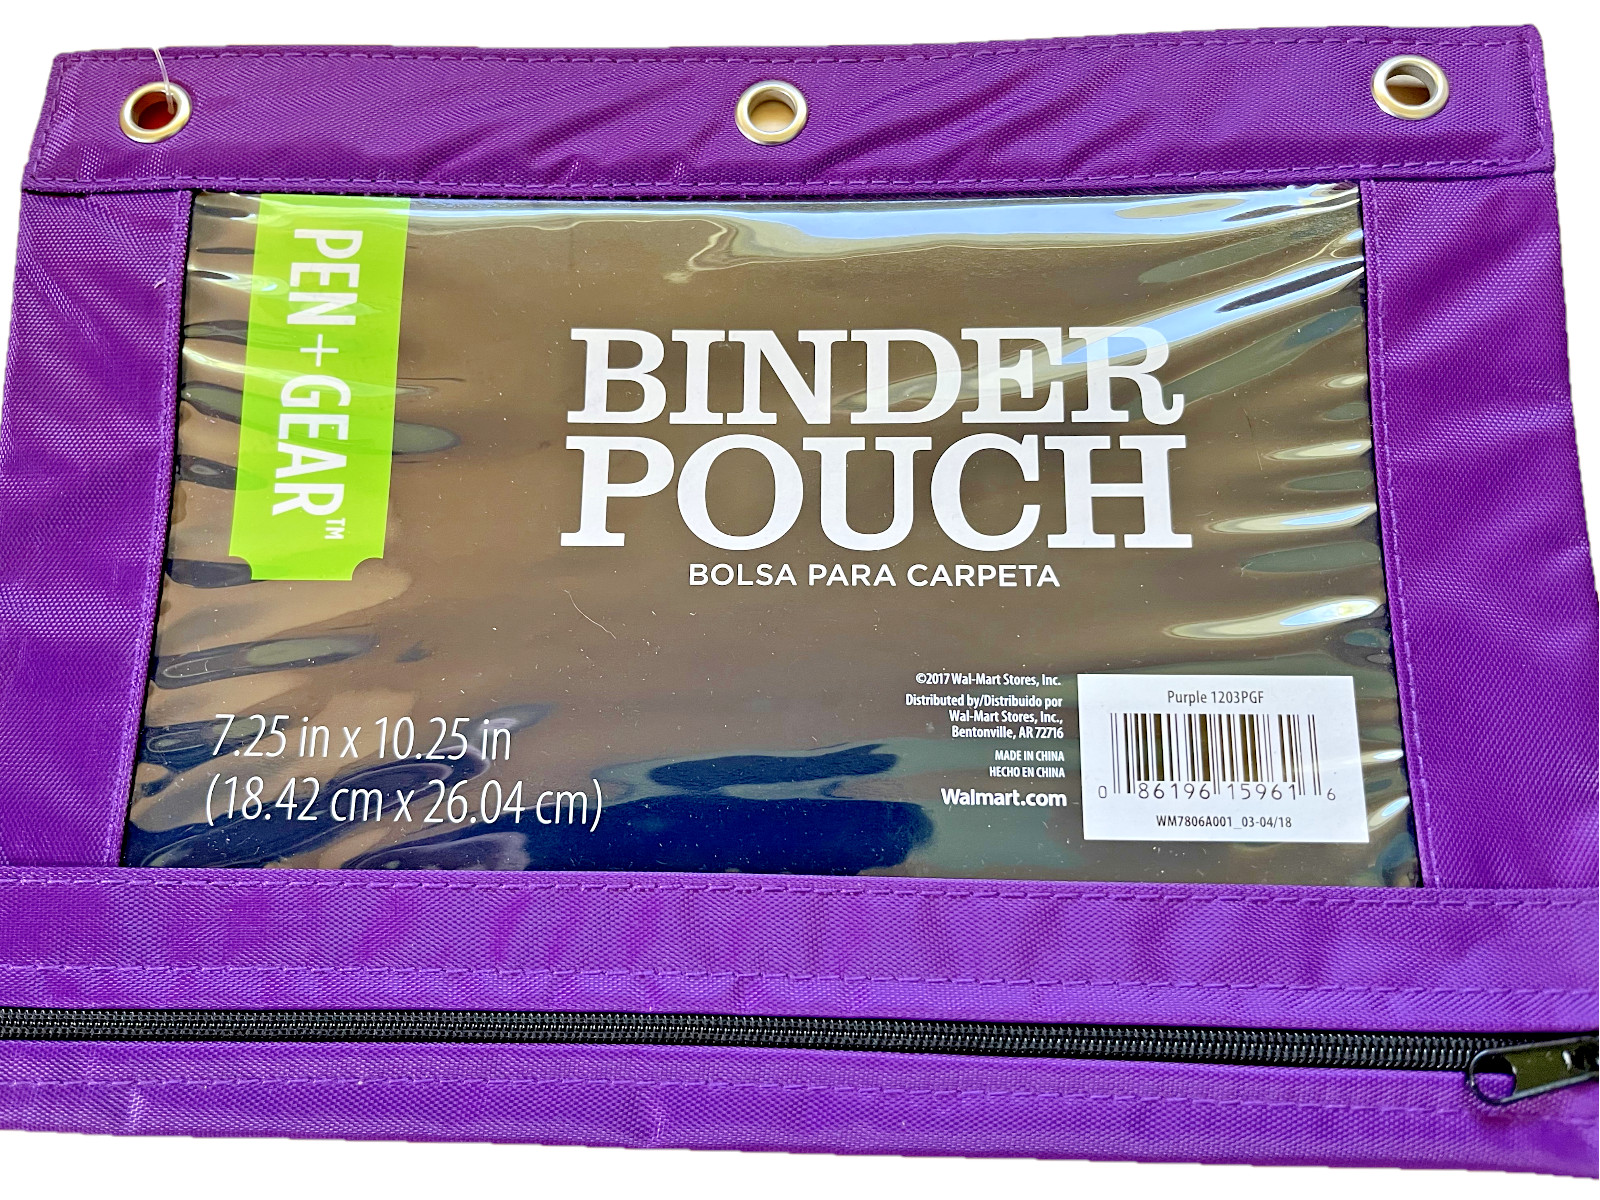 PEN+GEAR™
BINDER
POUCH
BOLSA PARA CARPETA
7.25 in x 10.25 in
(18.42 cm x 26.04 cm)
©2017 Wal-Mart Stores, Inc.
Distributed by/Distribuido por
Wal-Mart Stores, Inc.,
Bentonville, AR 72716
MADE IN CHINA
HECHO EN CHINA
Walmart.com
Purple 1203PGF
0 86196 15961 6
WM7806A001_03-04/18